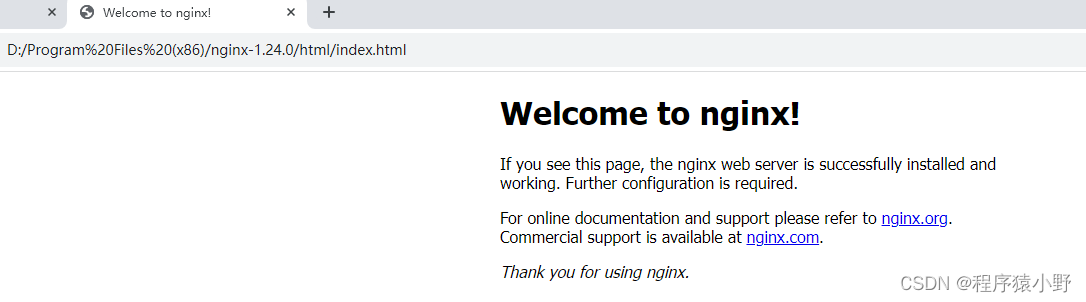 Welcome to nginx!
D:/Program%20Files%20(x86)/nginx-1.24.0/html/index.html
Welcome to nginx!
If you see this page, the nginx web server is successfully installed and
working. Further configuration is required.
For online documentation and support please refer to nginx.org.
Commercial support is available at nginx.com.
Thank you for using nginx.
CSDN @程序猿小野